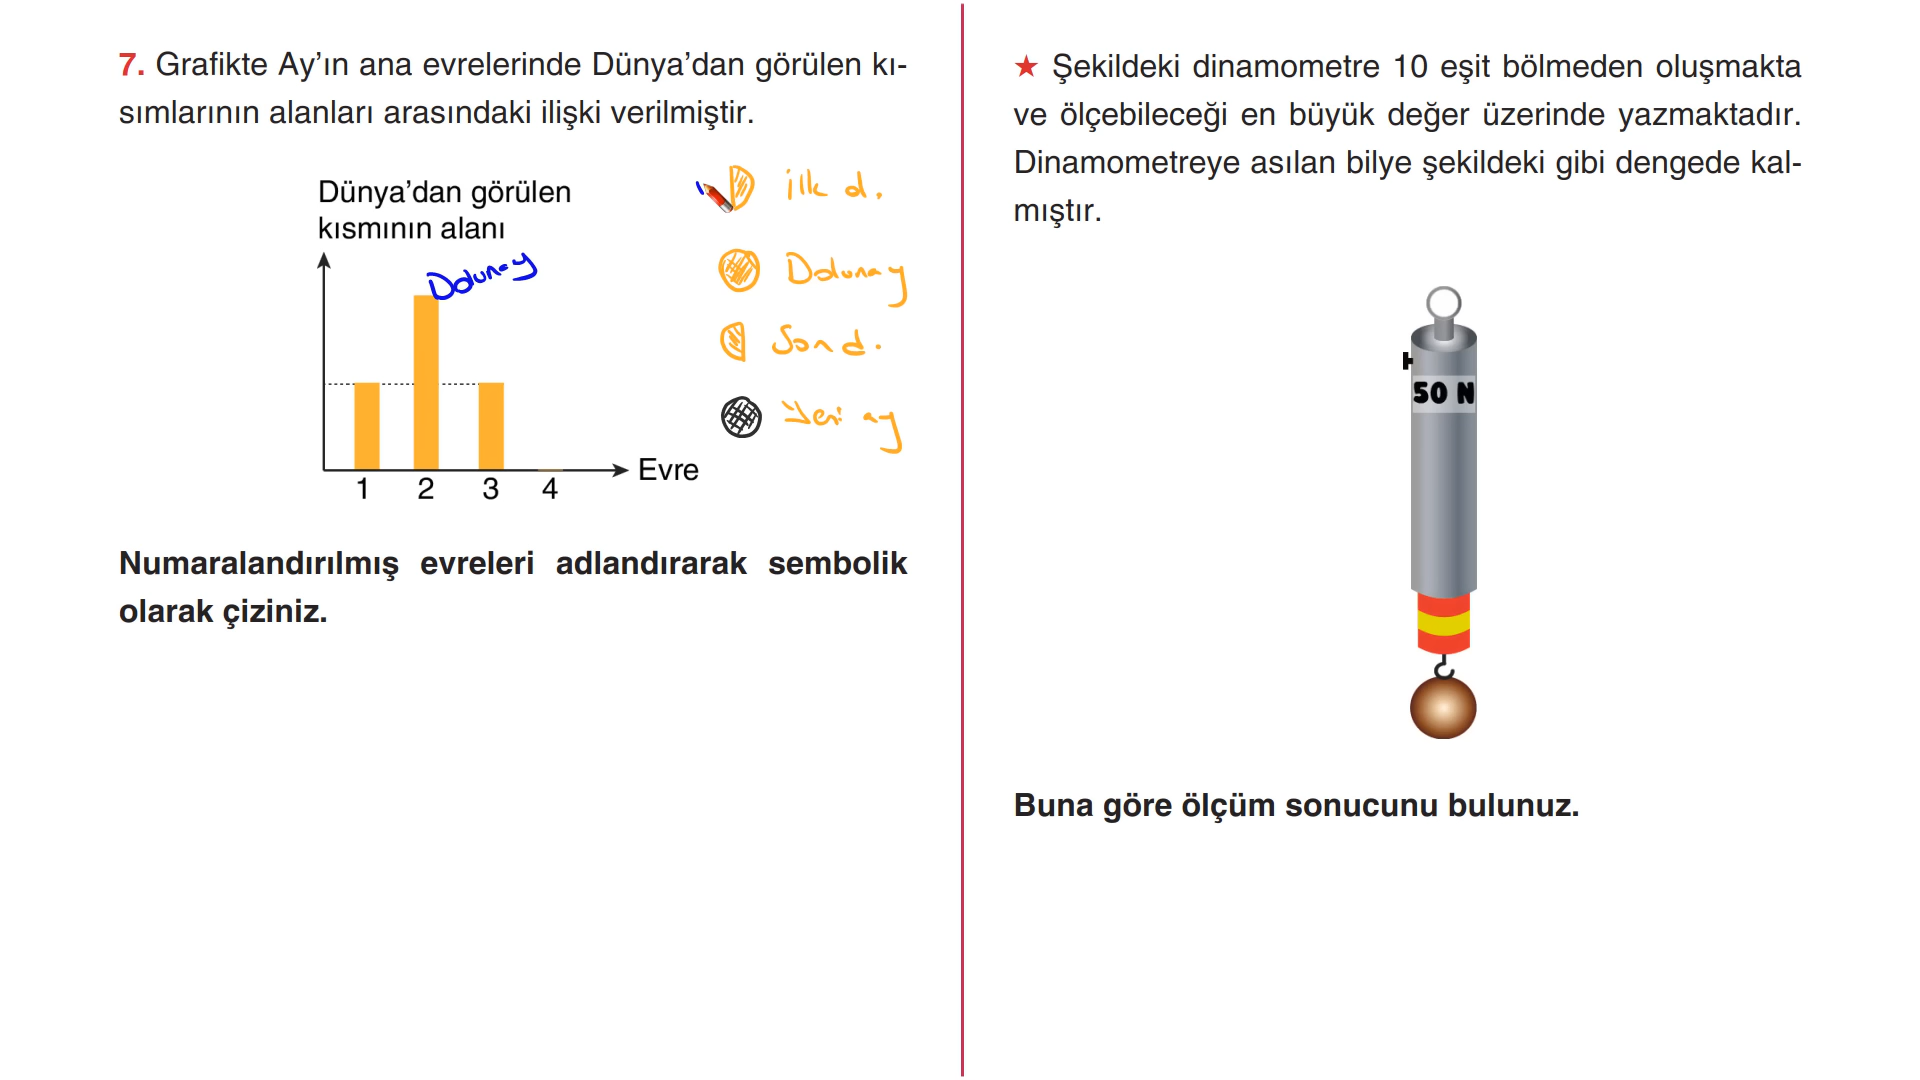 7. Grafikte Ay’ın ana evrelerinde Dünya’dan görülen kı-
sımlarının alanları arasındaki ilişki verilmiştir.
Dünya’dan görülen
kısmının alanı
Dolunay
1 2 3 4
Evre
ilk d.
Dolunay
Son d.
Yeni ay
Numaralandırılmış evreleri adlandırarak sembolik
olarak çiziniz.
★ Şekildeki dinamometre 10 eşit bölmeden oluşmakta
ve ölçebileceği en büyük değer üzerinde yazmaktadır.
Dinamometreye asılan bilye şekildeki gibi dengede kal-
mıştır.
50 N
Buna göre ölçüm sonucunu bulunuz.